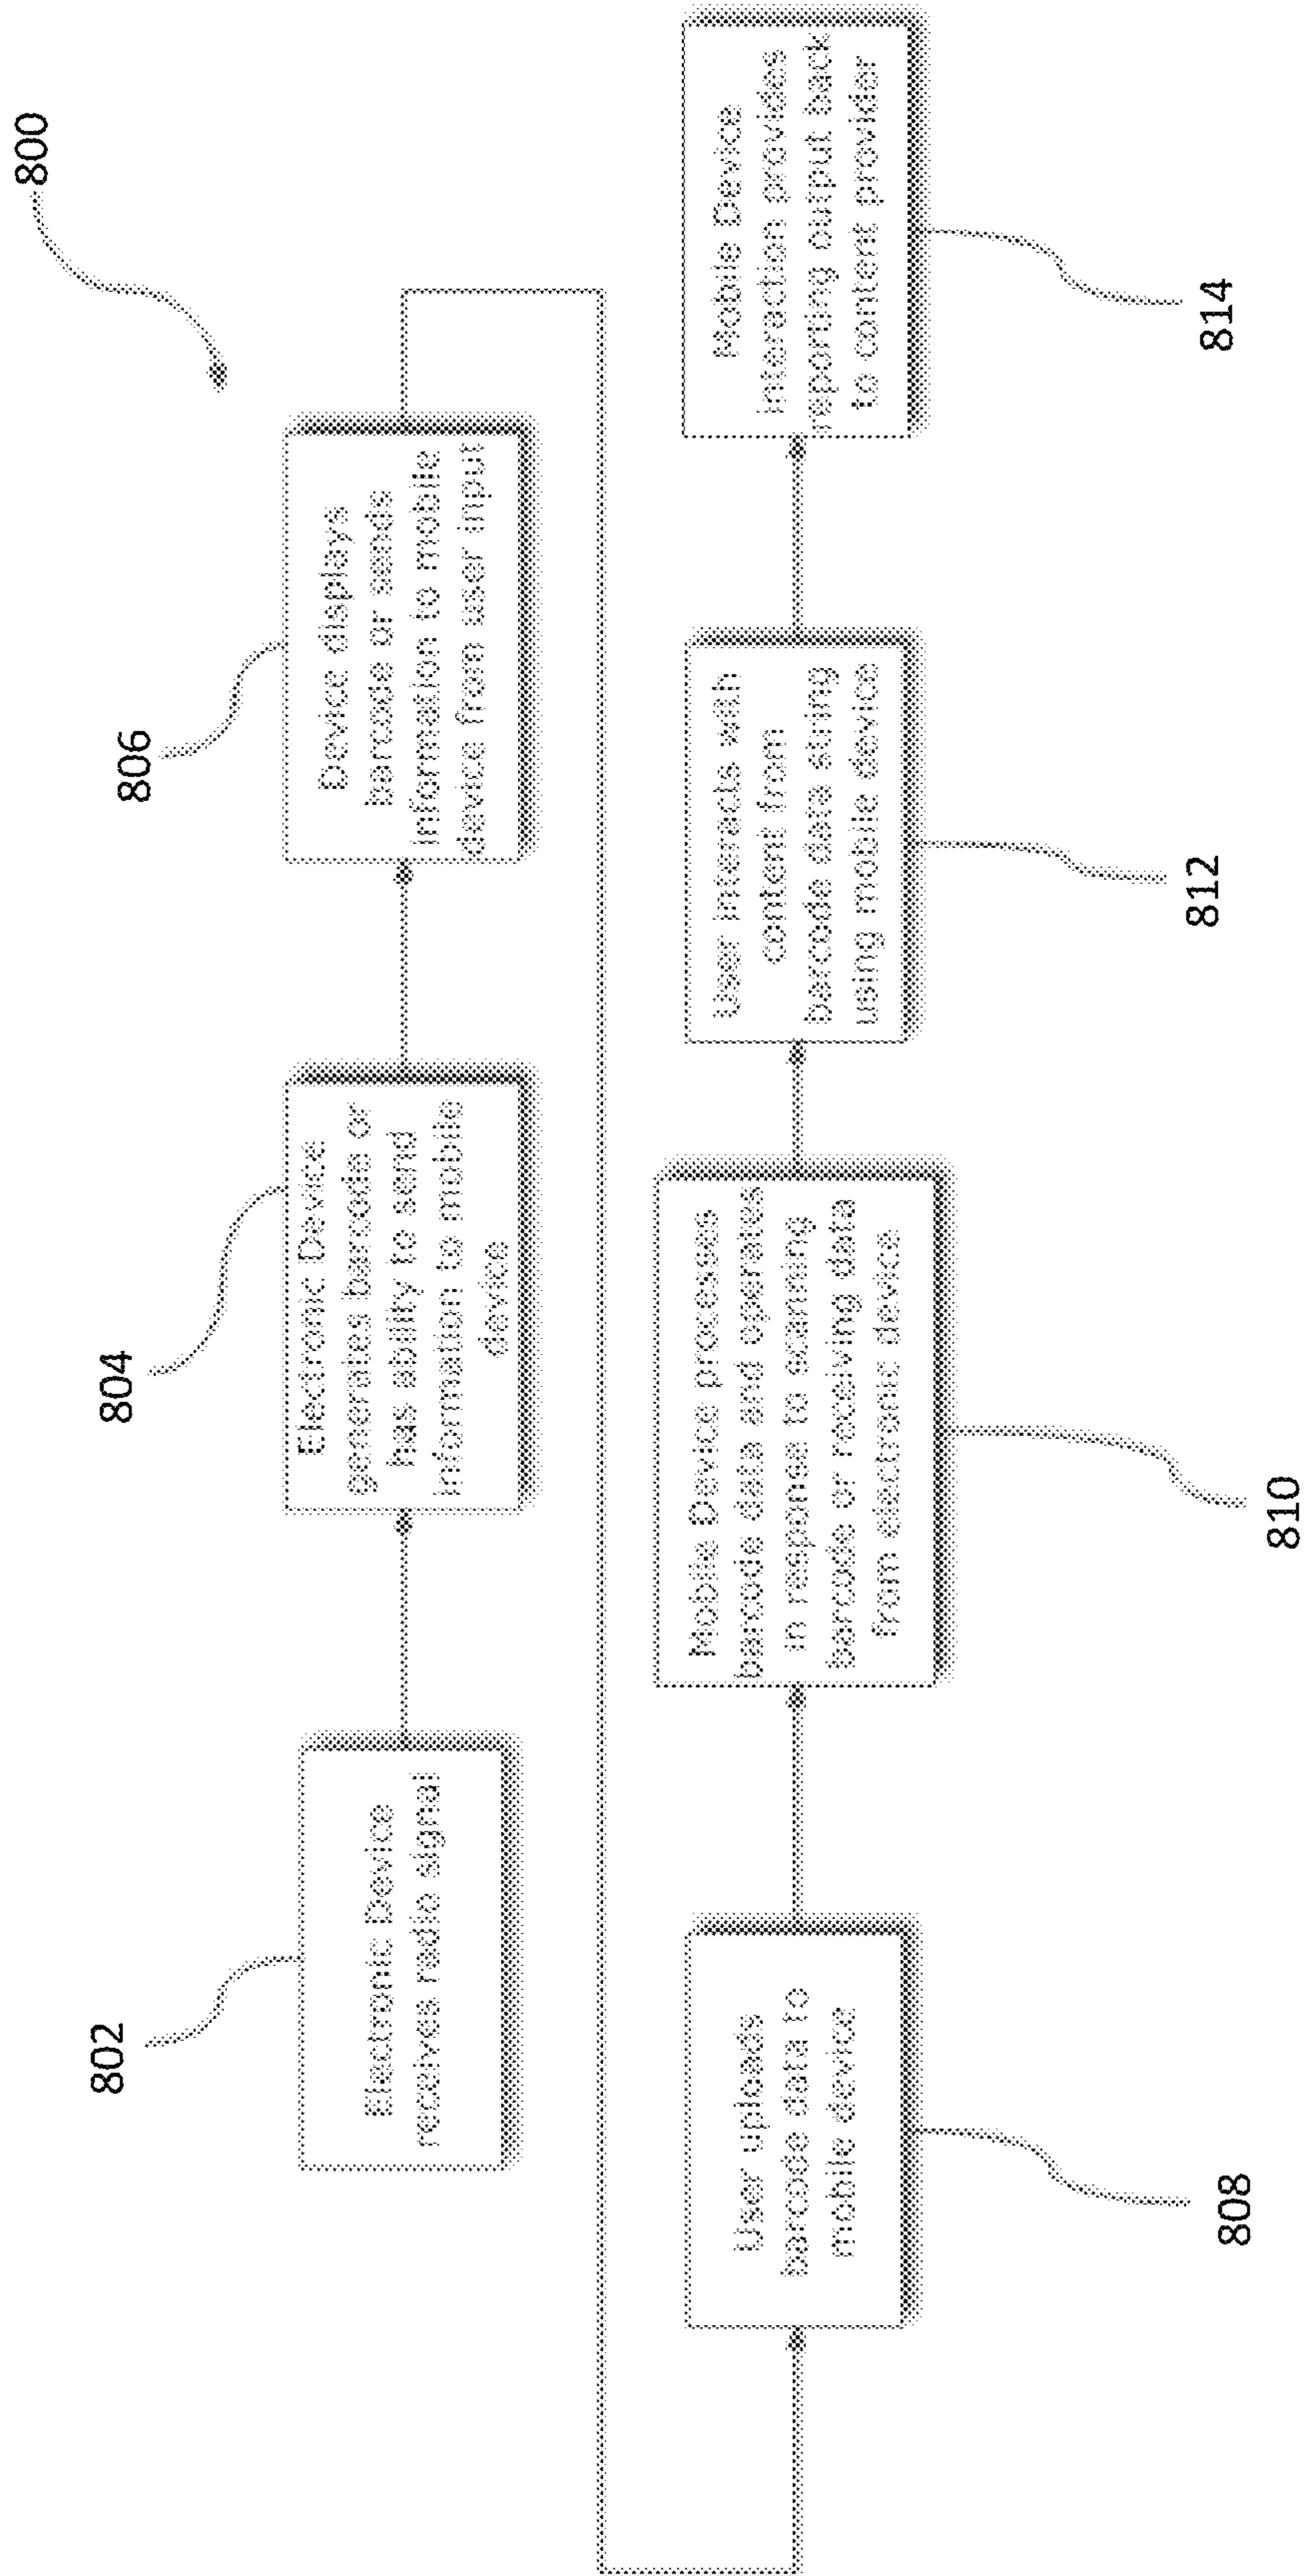 800
802
Electronic Device
receives radio signal
804
Electronic Device
generates barcode or
has ability to send
information to mobile
device
806
Device displays
barcode or sends
information to mobile
device from user input
808
User uploads
barcode data to
mobile device
810
Mobile Device processes
barcode data and operates
in response to scanning
barcode or receiving data
from electronic device
812
User interacts with
content from
barcode data string
using mobile device
814
Mobile Device
interaction provides
reporting output back
to content provider